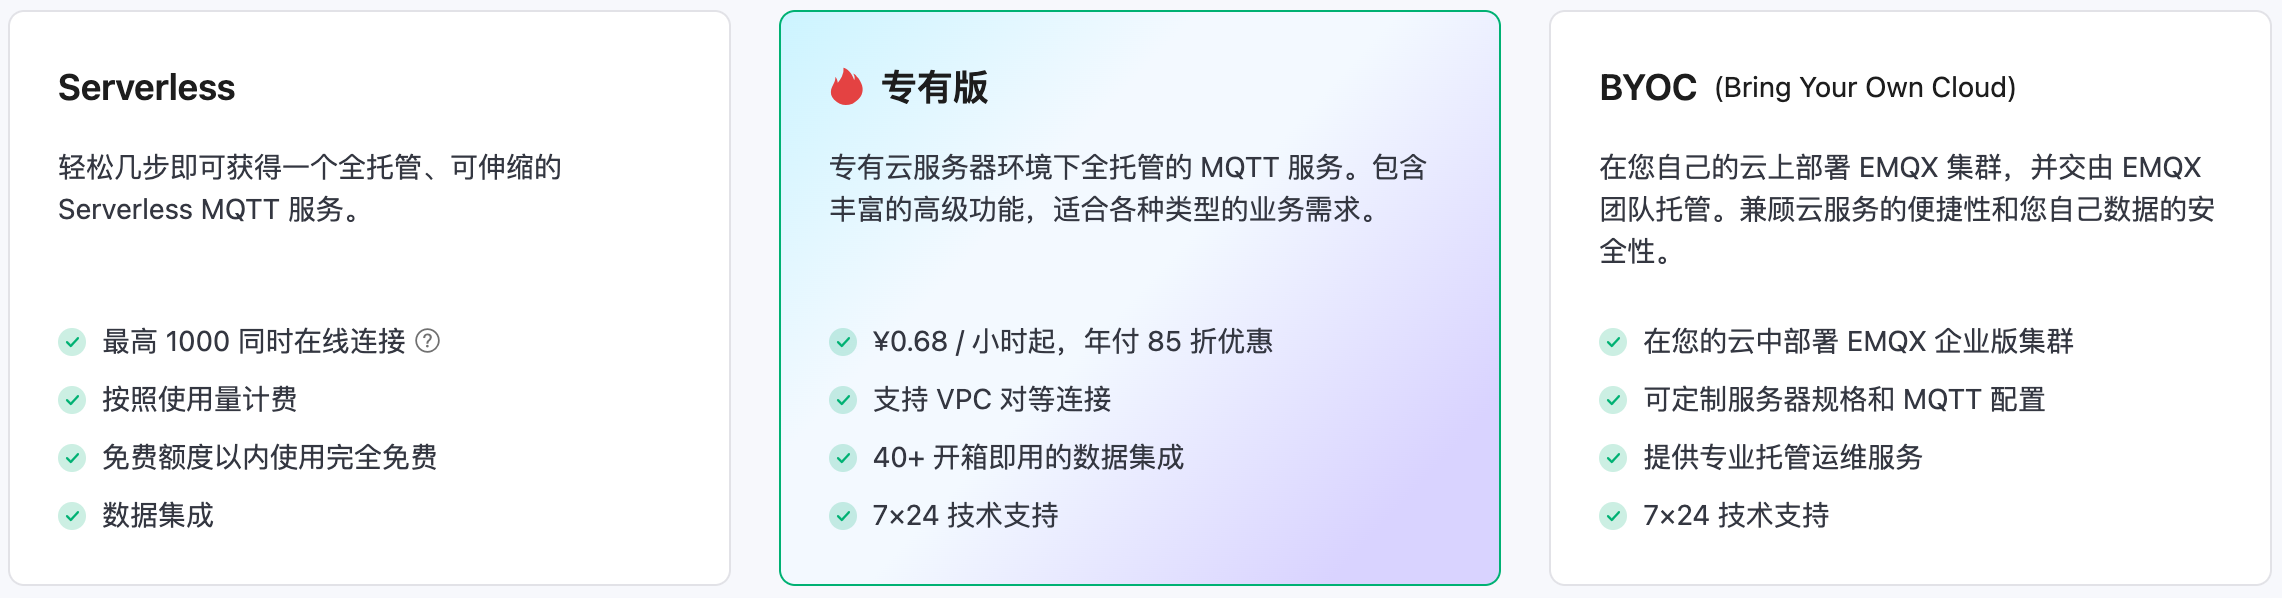 Serverless
轻松几步即可获得一个全托管、可伸缩的
Serverless MQTT 服务。
最高 1000 同时在线连接 ?
按照使用量计费
免费额度以内使用完全免费
数据集成
专有版
专有云服务器环境下全托管的 MQTT 服务。包含
丰富的高级功能，适合各种类型的业务需求。
¥0.68 / 小时起，年付 85 折优惠
支持 VPC 对等连接
40+ 开箱即用的数据集成
7×24 技术支持
BYOC (Bring Your Own Cloud)
在您自己的云上部署 EMQX 集群，并交由 EMQX
团队托管。兼顾云服务的便捷性和您自己数据的安
全性。
在您的云中部署 EMQX 企业版集群
可定制服务器规格和 MQTT 配置
提供专业托管运维服务
7×24 技术支持